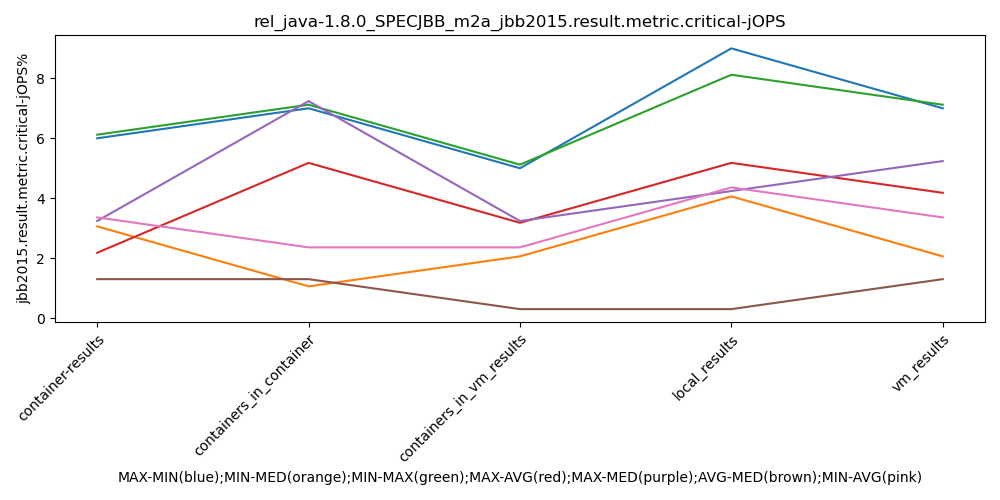 rel_java-1.8.0_SPECJBB_m2a_jbb2015.result.metric.critical-jOPS
jbb2015.result.metric.critical-jOPS%
8
6
4
2
0
container-results
containers_in_container
containers_in_vm_results
local_results
vm_results
MAX-MIN(blue);MIN-MED(orange);MIN-MAX(green);MAX-AVG(red);MAX-MED(purple);AVG-MED(brown);MIN-AVG(pink)